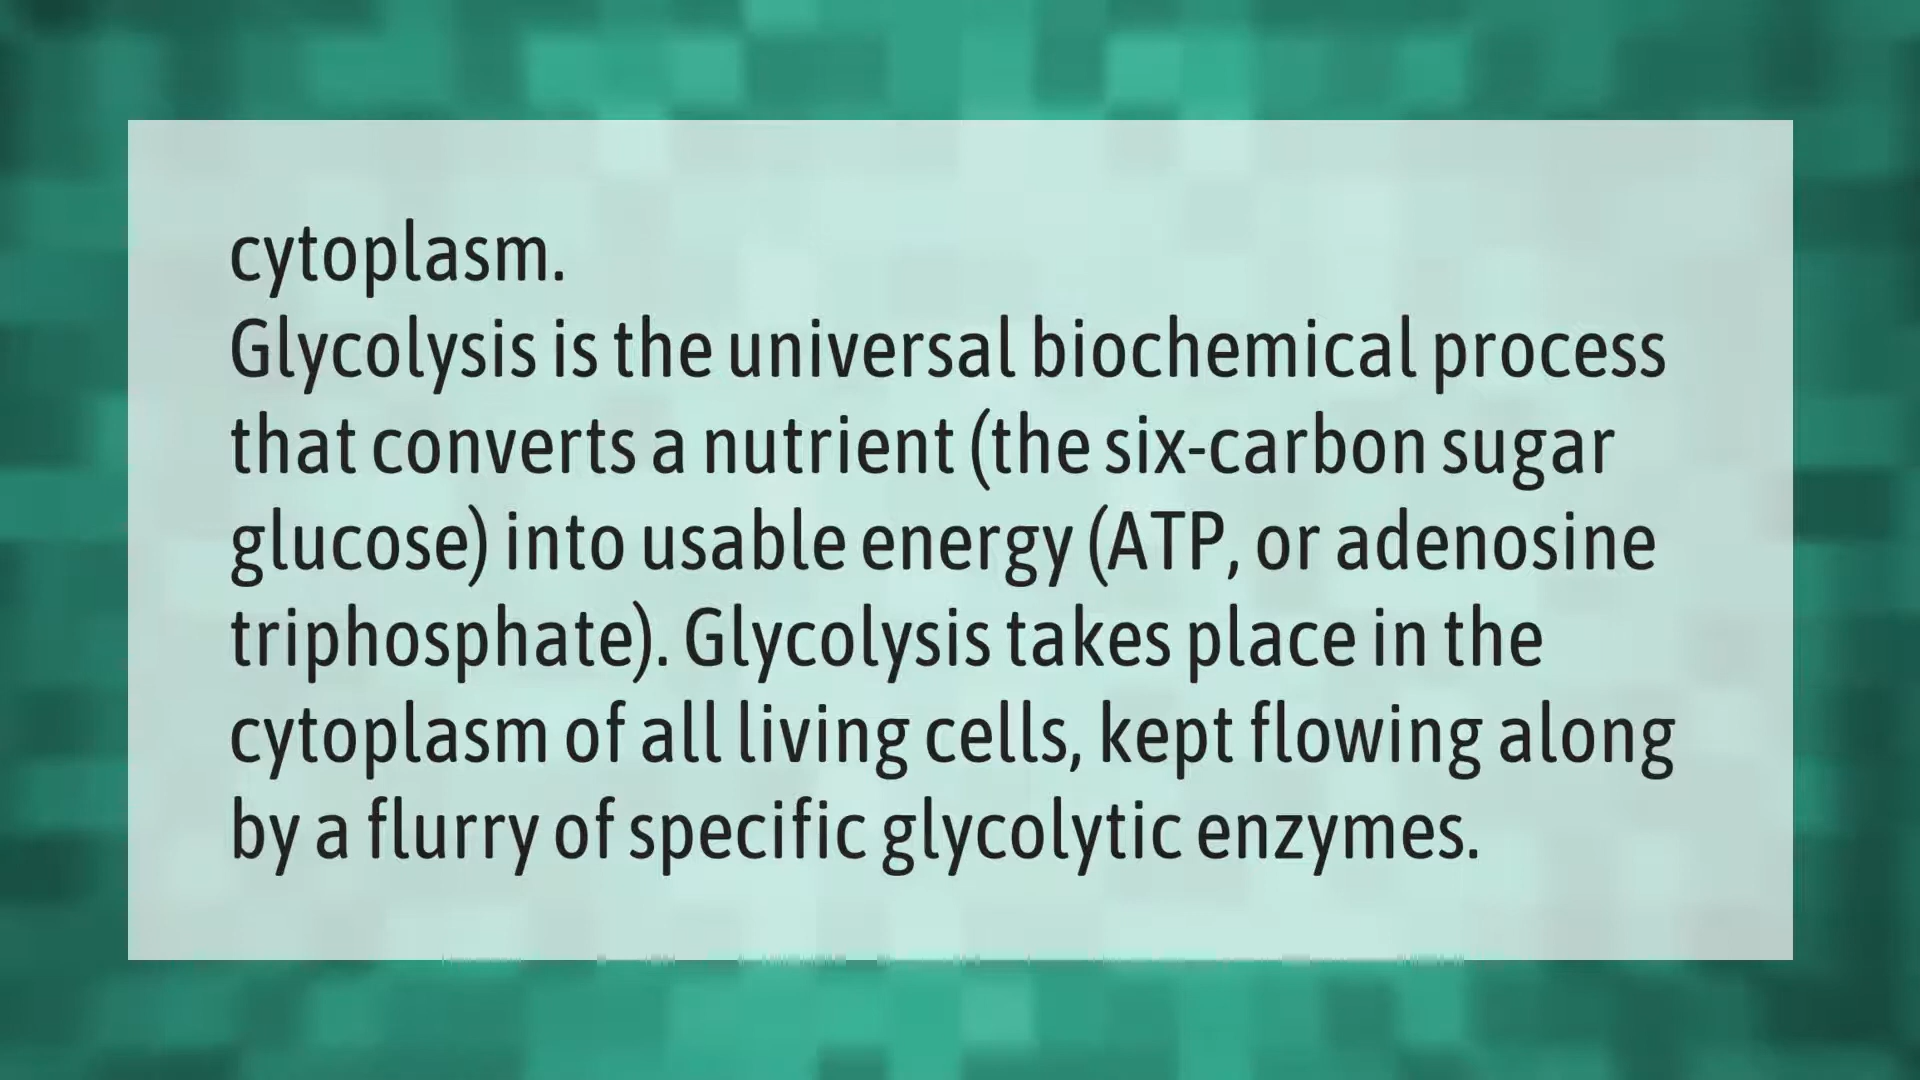 cytoplasm.
Glycolysis is the universal biochemical process
that converts a nutrient (the six-carbon sugar
glucose) into usable energy (ATP, or adenosine
triphosphate). Glycolysis takes place in the
cytoplasm of all living cells, kept flowing along
by a flurry of specific glycolytic enzymes.